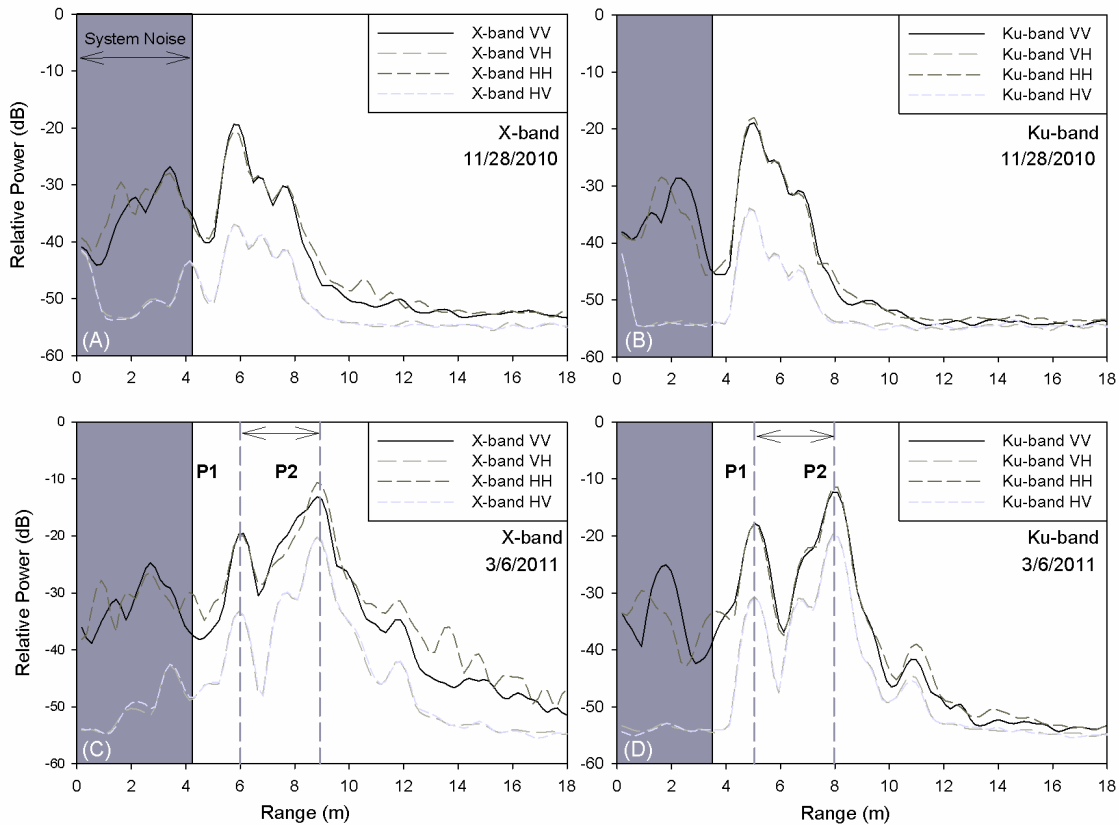 0
-10
-20
-30
-40
-50
-60
Relative Power (dB)
System Noise
X-band VV
X-band VH
X-band HH
X-band HV
X-band
11/28/2010
(A)
0 2 4 6 8 10 12 14 16 18
0
-10
-20
-30
-40
-50
-60
Ku-band VV
Ku-band VH
Ku-band HH
Ku-band HV
Ku-band
11/28/2010
(B)
0 2 4 6 8 10 12 14 16 18
0
-10
-20
-30
-40
-50
-60
Relative Power (dB)
P1 P2
X-band VV
X-band VH
X-band HH
X-band HV
X-band
3/6/2011
(C)
0 2 4 6 8 10 12 14 16 18
Range (m)
0
-10
-20
-30
-40
-50
-60
P1 P2
Ku-band VV
Ku-band VH
Ku-band HH
Ku-band HV
Ku-band
3/6/2011
(D)
0 2 4 6 8 10 12 14 16 18
Range (m)